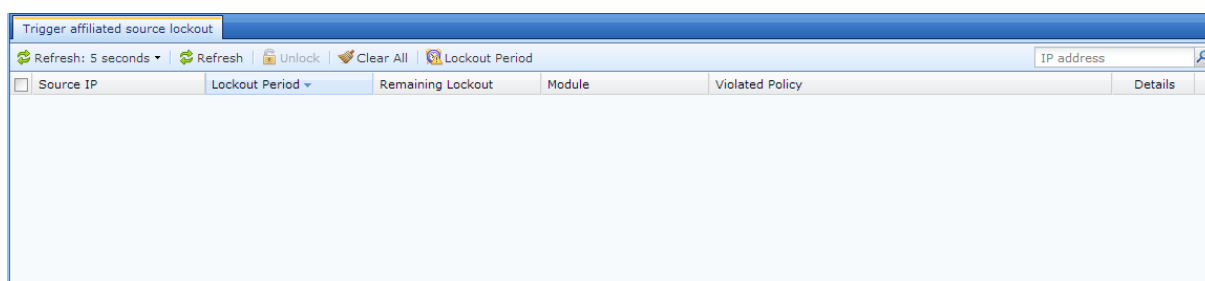 Trigger affiliated source lockout
Refresh: 5 seconds Refresh Unlock Clear All Lockout Period IP address
Source IP Lockout Period Remaining Lockout Module Violated Policy Details